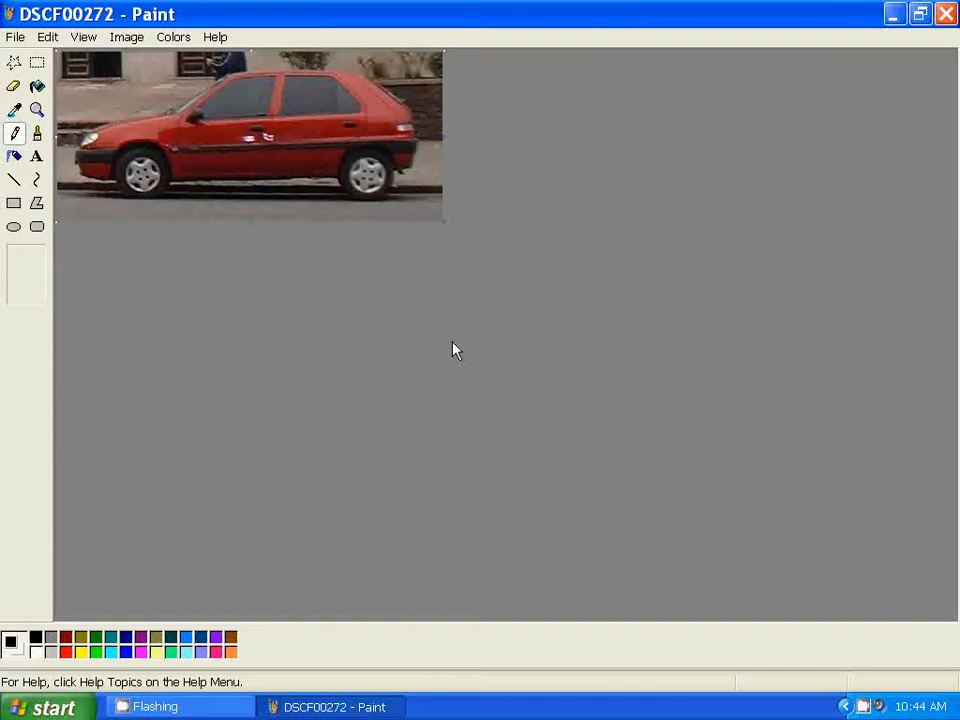 DSCF00272 - Paint
File Edit View Image Colors Help
A
For Help, click Help Topics on the Help Menu.
start Flashing DSCF00272 - Paint 10:44 AM